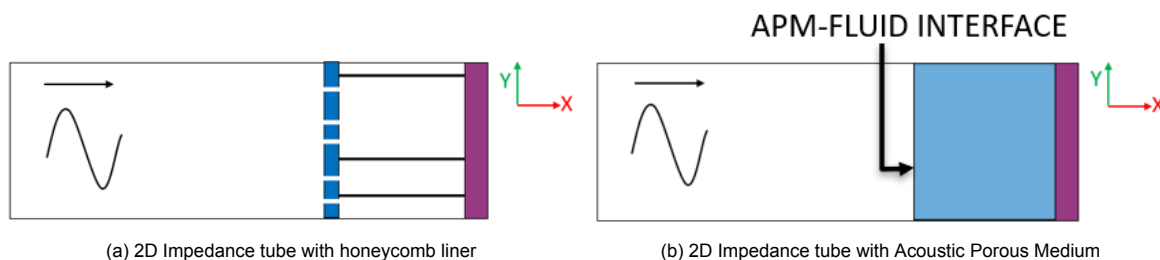 APM-FLUID INTERFACE
Y
X
Y
X
(a) 2D Impedance tube with honeycomb liner
(b) 2D Impedance tube with Acoustic Porous Medium